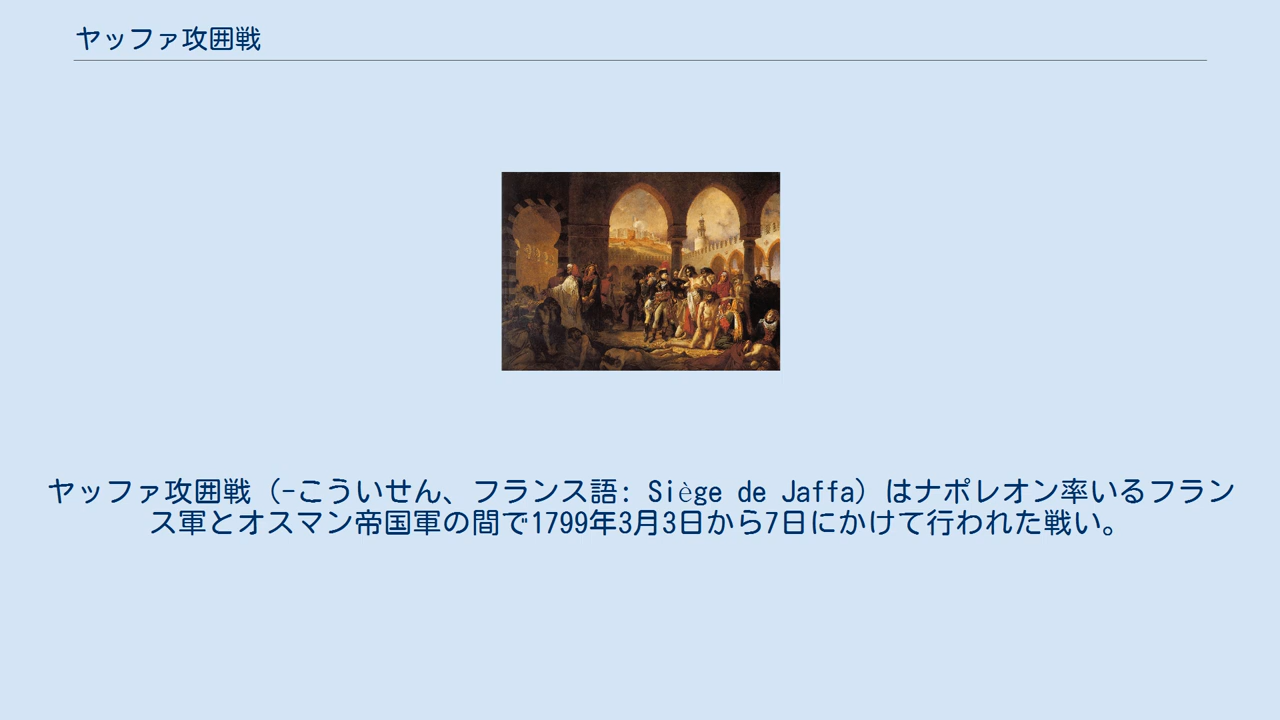 ヤッファ攻囲戦
ヤッファ攻囲戦（-こういせん、フランス語: Siège de Jaffa）はナポレオン率いるフラン
ス軍とオスマン帝国軍の間で1799年3月3日から7日にかけて行われた戦い。